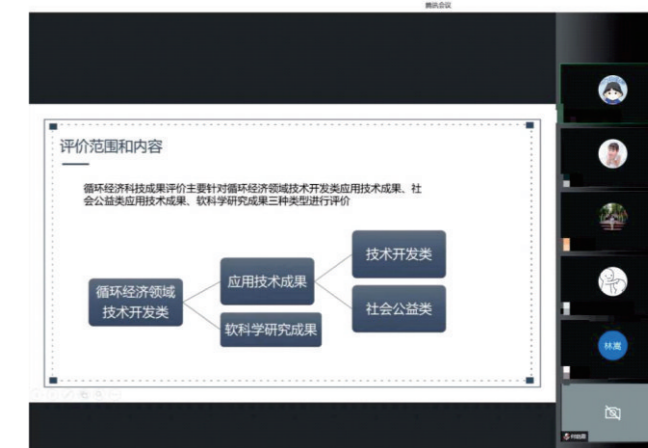 腾讯会议
评价范围和内容
循环经济科技成果评价主要针对循环经济领域技术开发类应用技术成果、社
会公益类应用技术成果、软科学研究成果三种类型进行评价
循环经济领域
技术开发类
应用技术成果
软科学研究成果
技术开发类
社会公益类
林嵩